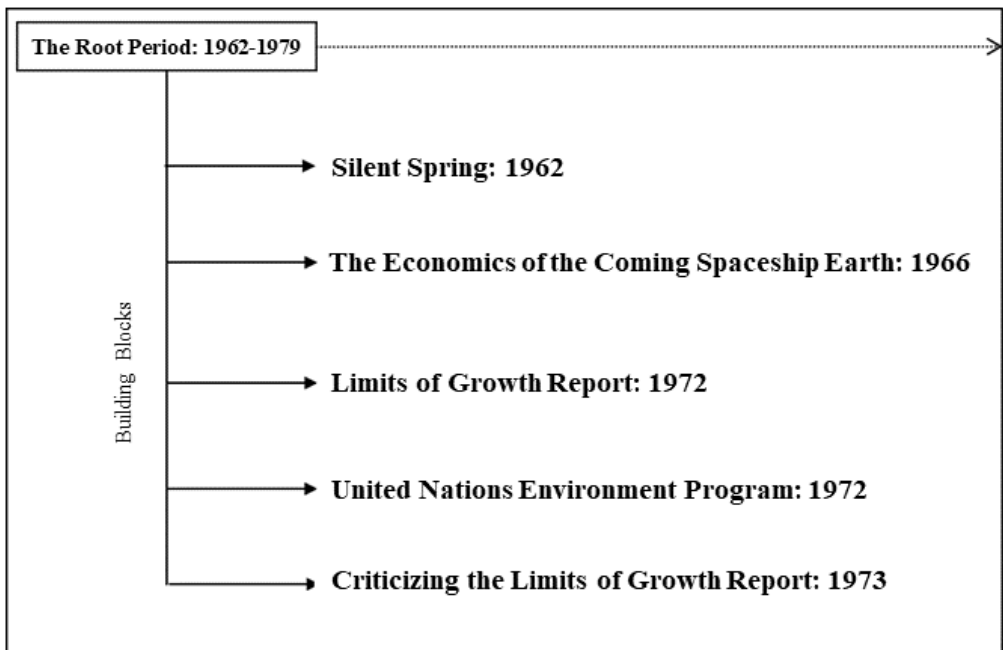 The Root Period: 1962-1979
Silent Spring: 1962
The Economics of the Coming Spaceship Earth: 1966
Building Blocks
Limits of Growth Report: 1972
United Nations Environment Program: 1972
Criticizing the Limits of Growth Report: 1973